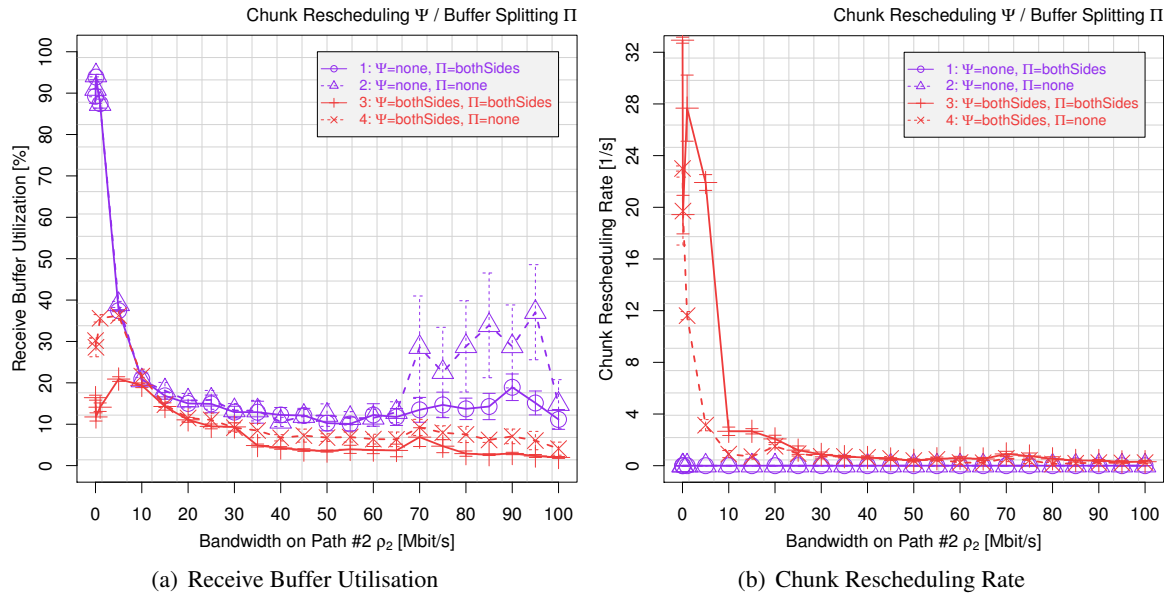 Chunk Rescheduling Ψ / Buffer Splitting Π
1: Ψ=none, Π=bothSides
2: Ψ=none, Π=none
3: Ψ=bothSides, Π=bothSides
4: Ψ=bothSides, Π=none
Receive Buffer Utilization [%]
100
90
80
70
60
50
40
30
20
10
0
0 10 20 30 40 50 60 70 80 90 100
Bandwidth on Path #2 ρ₂ [Mbit/s]
(a) Receive Buffer Utilisation
Chunk Rescheduling Ψ / Buffer Splitting Π
1: Ψ=none, Π=bothSides
2: Ψ=none, Π=none
3: Ψ=bothSides, Π=bothSides
4: Ψ=bothSides, Π=none
Chunk Rescheduling Rate [1/s]
32
28
24
20
16
12
8
4
0
0 10 20 30 40 50 60 70 80 90 100
Bandwidth on Path #2 ρ₂ [Mbit/s]
(b) Chunk Rescheduling Rate